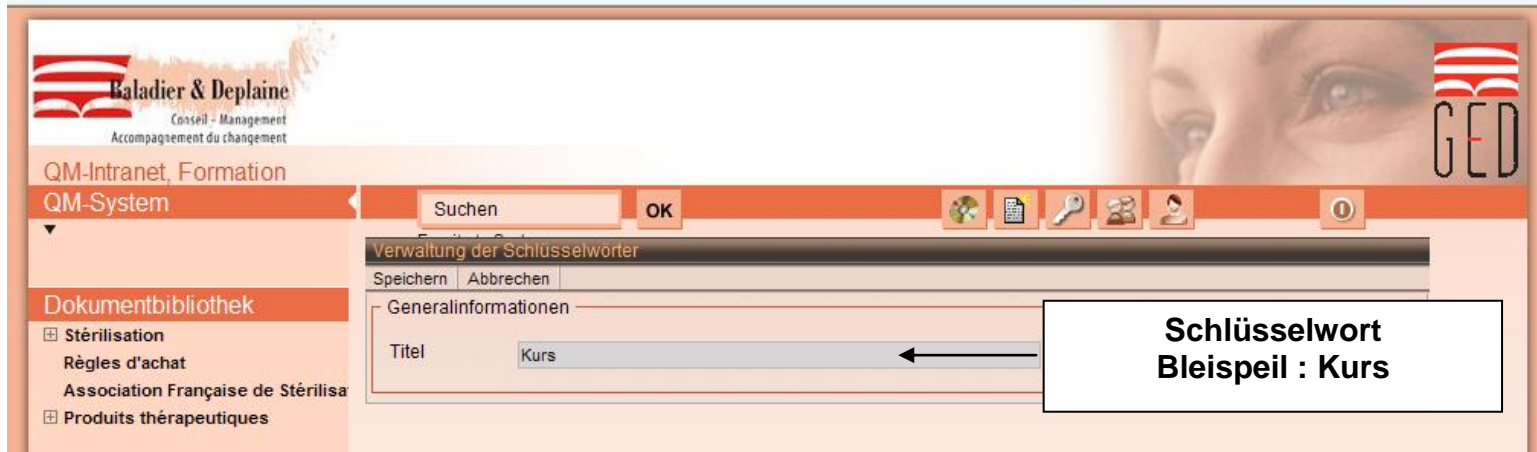 Baladier & Deplaine
Conseil - Management
Accompagnement du changement
GED
QM-Intranet, Formation
QM-System
Suchen OK
Verwaltung der Schlüsselwörter
Speichern Abbrechen
Dokumentbibliothek
Generalinformationen
Stérilisation
Titel Kurs
Règles d'achat
Association Française de Stérilisa
Produits thérapeutiques
Schlüsselwort
Bleispeil : Kurs